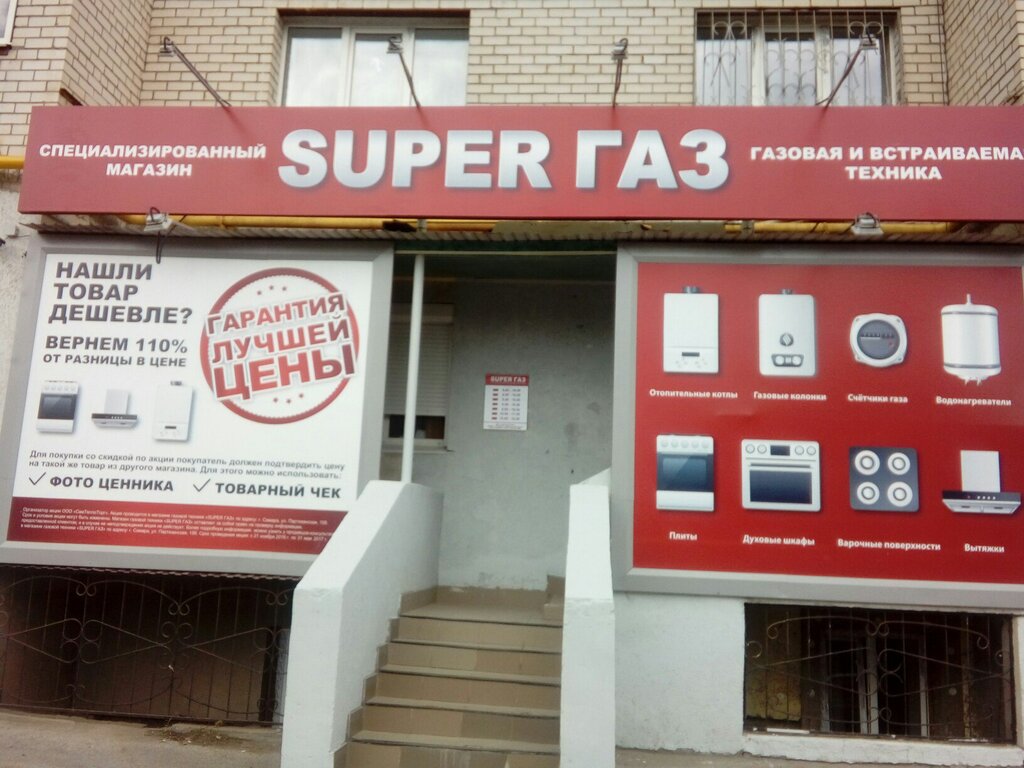 СПЕЦИАЛИЗИРОВАННЫЙ
МАГАЗИН
SUPER ГАЗ
ГАЗОВАЯ И ВСТРАИВАЕМА
ТЕХНИКА
НАШЛИ
ТОВАР
ДЕШЕВЛЕ?
ВЕРНЕМ 110%
ОТ РАЗНИЦЫ В ЦЕНЕ
ГАРАНТИЯ
ЛУЧШЕЙ
ЦЕНЫ
Для покупки со скидкой по акции покупатель должен подтвердить цену
на такой же товар из другого магазина. Для этого можно использовать:
ФОТО ЦЕННИКА
ТОВАРНЫЙ ЧЕК
SUPER ГАЗ
Отопительные котлы
Газовые колонки
Счётчики газа
Водонагреватели
Плиты
Духовые шкафы
Варочные поверхности
Вытяжки